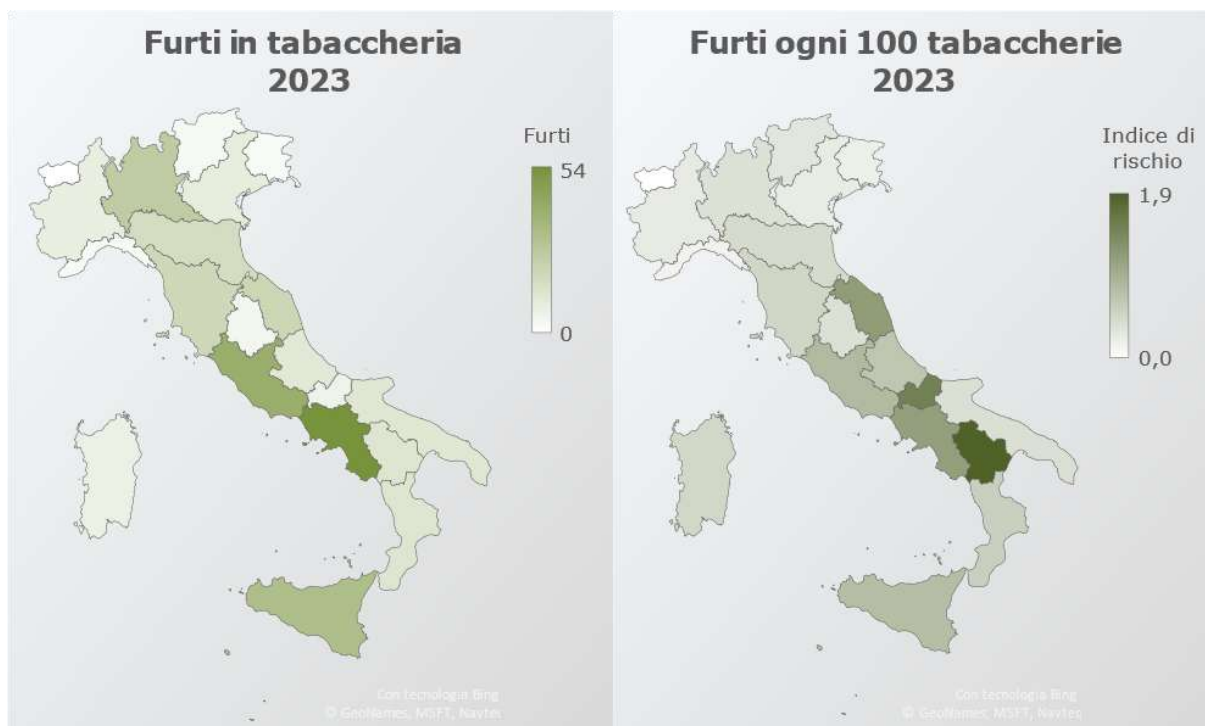 Furti in tabaccheria
2023
Furti
54
0
Con tecnologia Bing
© GeoNames, MSFT, Navteq
Furti ogni 100 tabaccherie
2023
Indice di
rischio
1,9
0,0
Con tecnologia Bing
© GeoNames, MSFT, Navteq